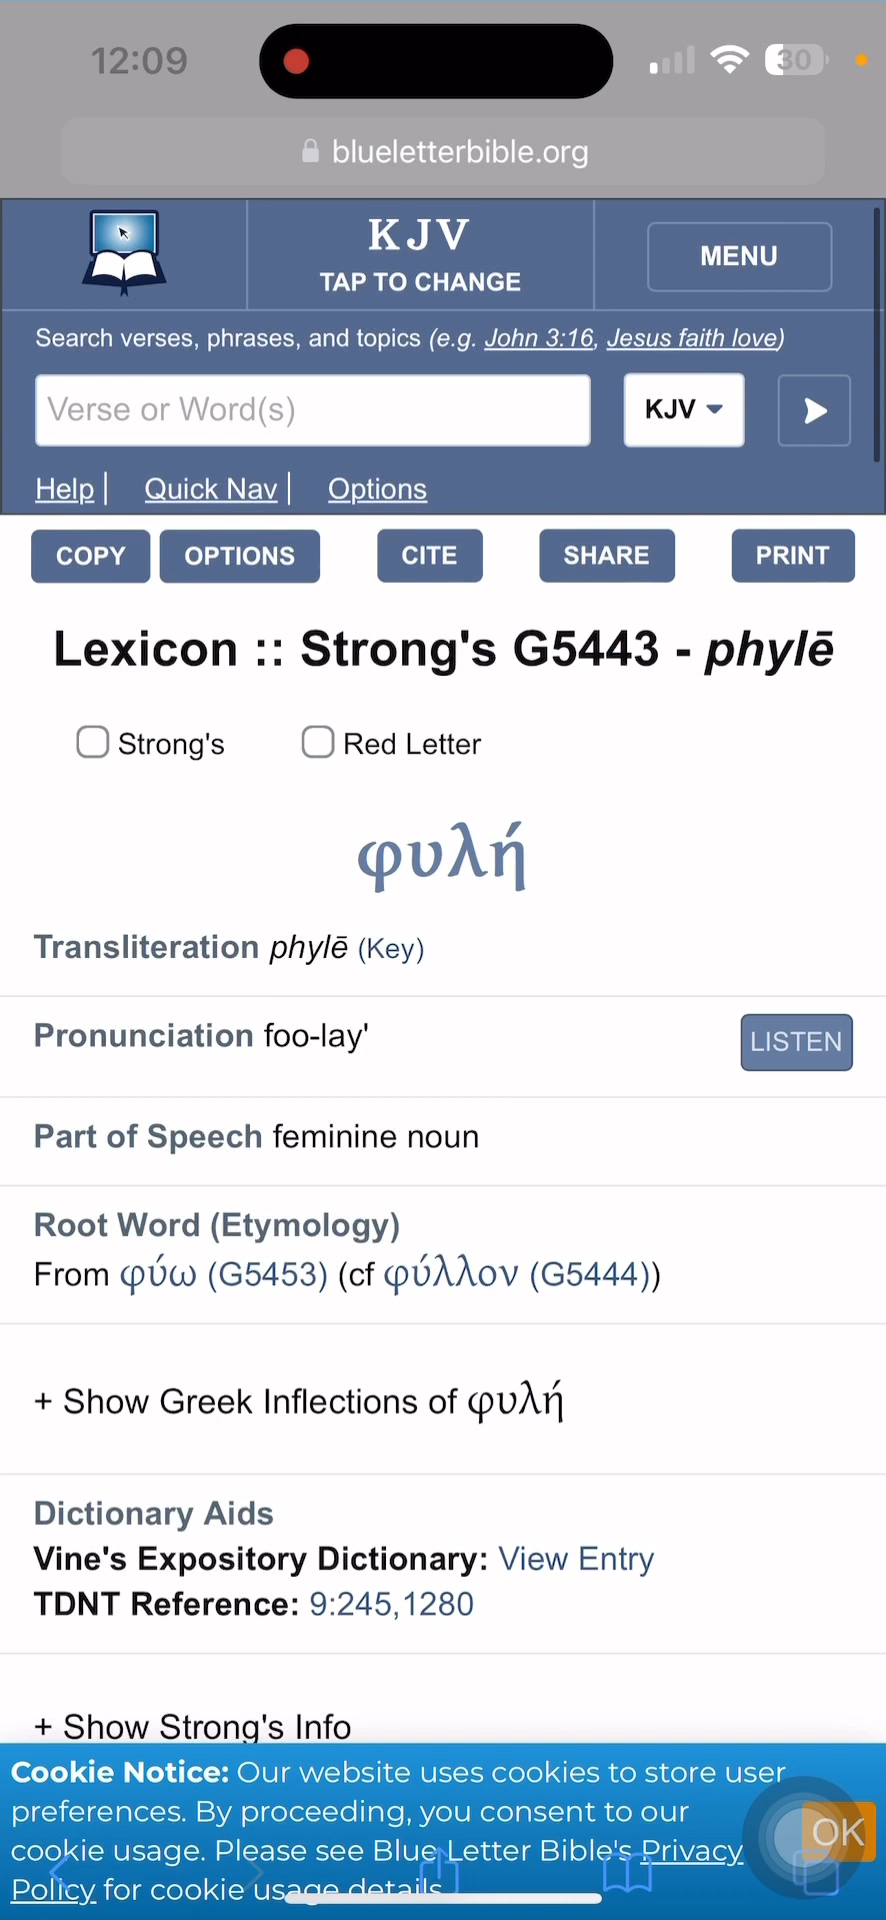 12:09
30
blueletterbible.org
KJV
TAP TO CHANGE
MENU
Search verses, phrases, and topics (e.g. John 3:16, Jesus faith love)
Verse or Word(s)
KJV
Help | Quick Nav | Options
COPY OPTIONS CITE SHARE PRINT
Lexicon :: Strong's G5443 - phylē
Strong's Red Letter
φυλή
Transliteration phylē (Key)
Pronunciation foo-lay'
LISTEN
Part of Speech feminine noun
Root Word (Etymology)
From φύω (G5453) (cf φύλλον (G5444))
+ Show Greek Inflections of φυλή
Dictionary Aids
Vine's Expository Dictionary: View Entry
TDNT Reference: 9:245,1280
+ Show Strong's Info
Cookie Notice: Our website uses cookies to store user
preferences. By proceeding, you consent to our
cookie usage. Please see Blue Letter Bible's Privacy
Policy for cookie usage details.
OK